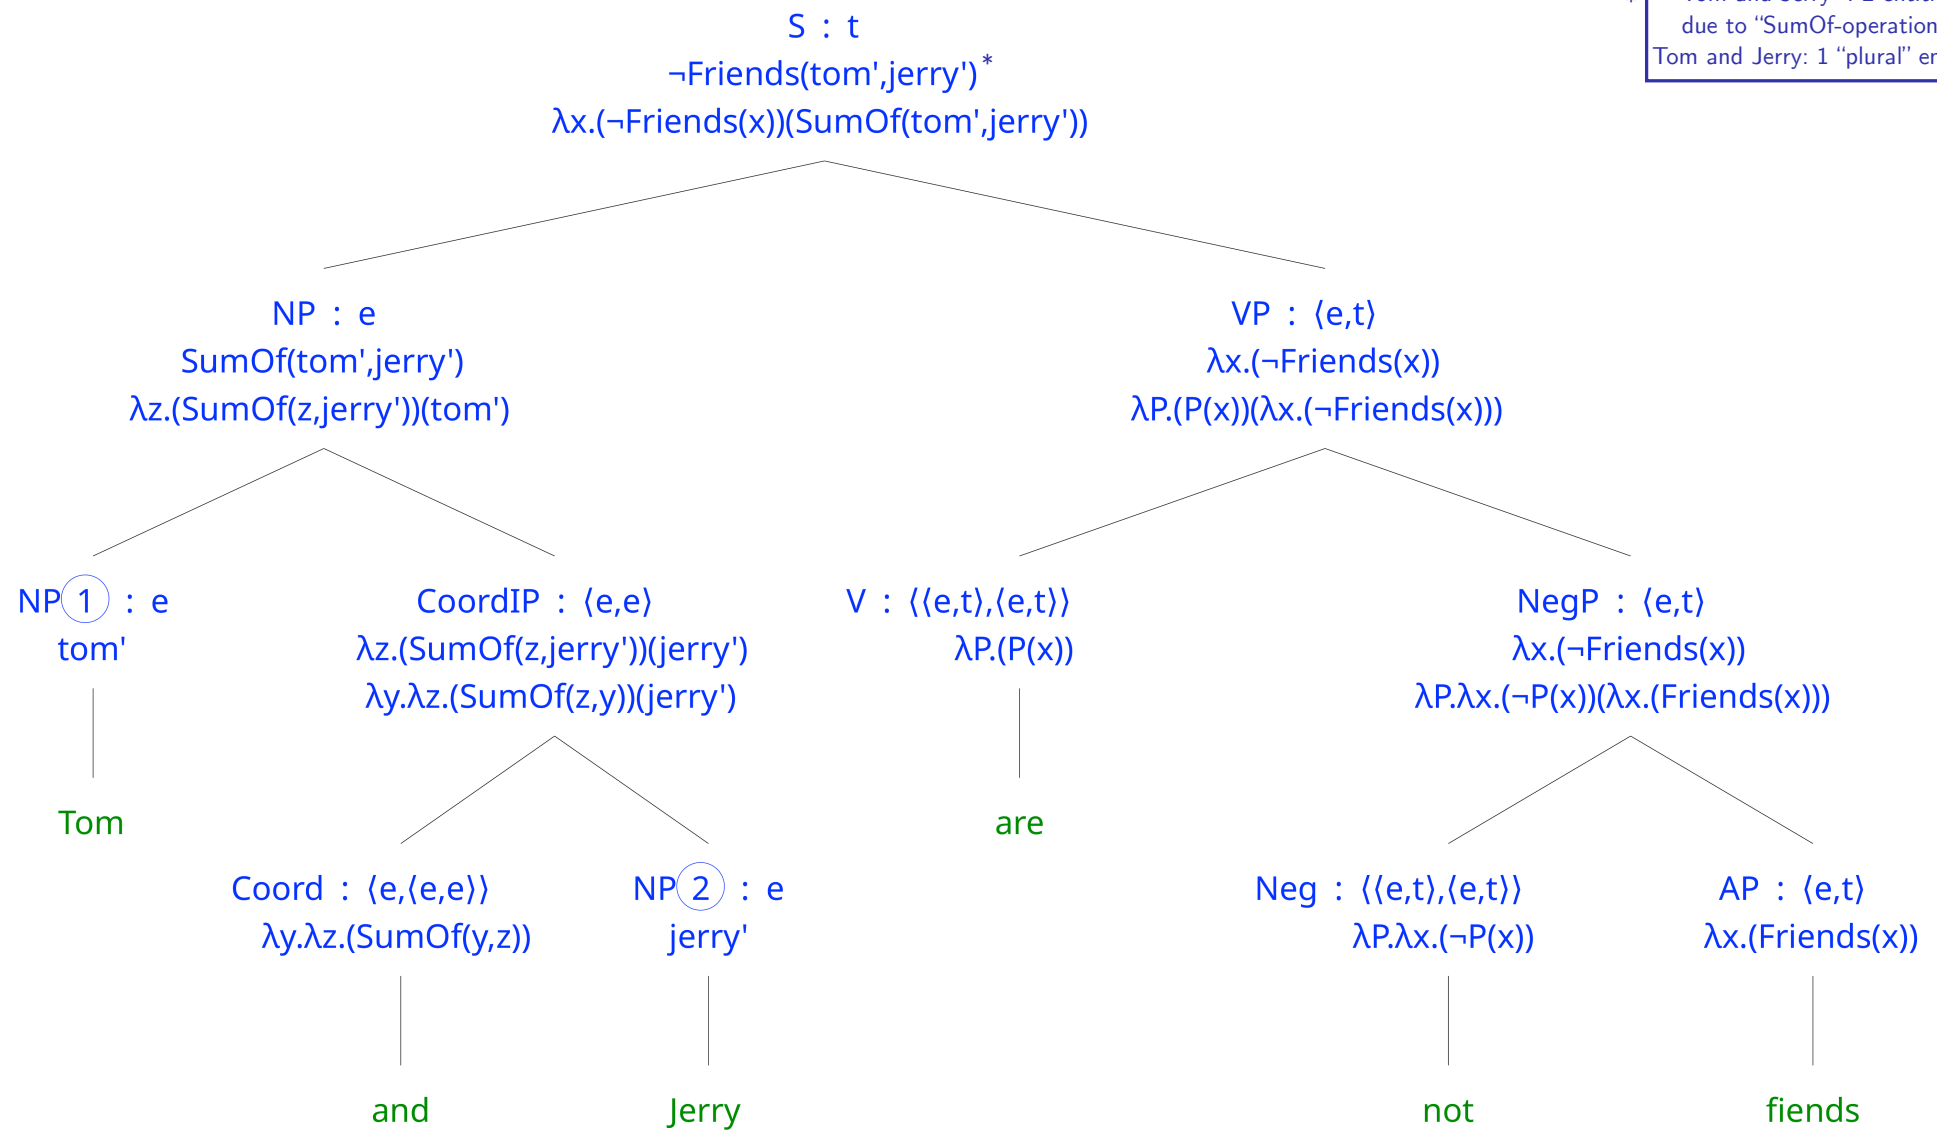 S : t
¬Friends(tom',jerry')*
λx.(¬Friends(x))(SumOf(tom',jerry'))
due to “SumOf-operation
Tom and Jerry: 1 “plural”
NP : e
SumOf(tom',jerry')
λz.(SumOf(z,jerry'))(tom')
VP : ⟨e,t⟩
λx.(¬Friends(x))
λP.(P(x))(λx.(¬Friends(x)))
NP 1 : e
tom'
CoordIP : ⟨e,e⟩
λz.(SumOf(z,jerry'))(jerry')
λy.λz.(SumOf(z,y))(jerry')
V : ⟨⟨e,t⟩,⟨e,t⟩⟩
λP.(P(x))
NegP : ⟨e,t⟩
λx.(¬Friends(x))
λP.λx.(¬P(x))(λx.(Friends(x)))
Tom
are
Coord : ⟨e,⟨e,e⟩⟩
λy.λz.(SumOf(y,z))
NP 2 : e
jerry'
Neg : ⟨⟨e,t⟩,⟨e,t⟩⟩
λP.λx.(¬P(x))
AP : ⟨e,t⟩
λx.(Friends(x))
and
Jerry
not
fiends